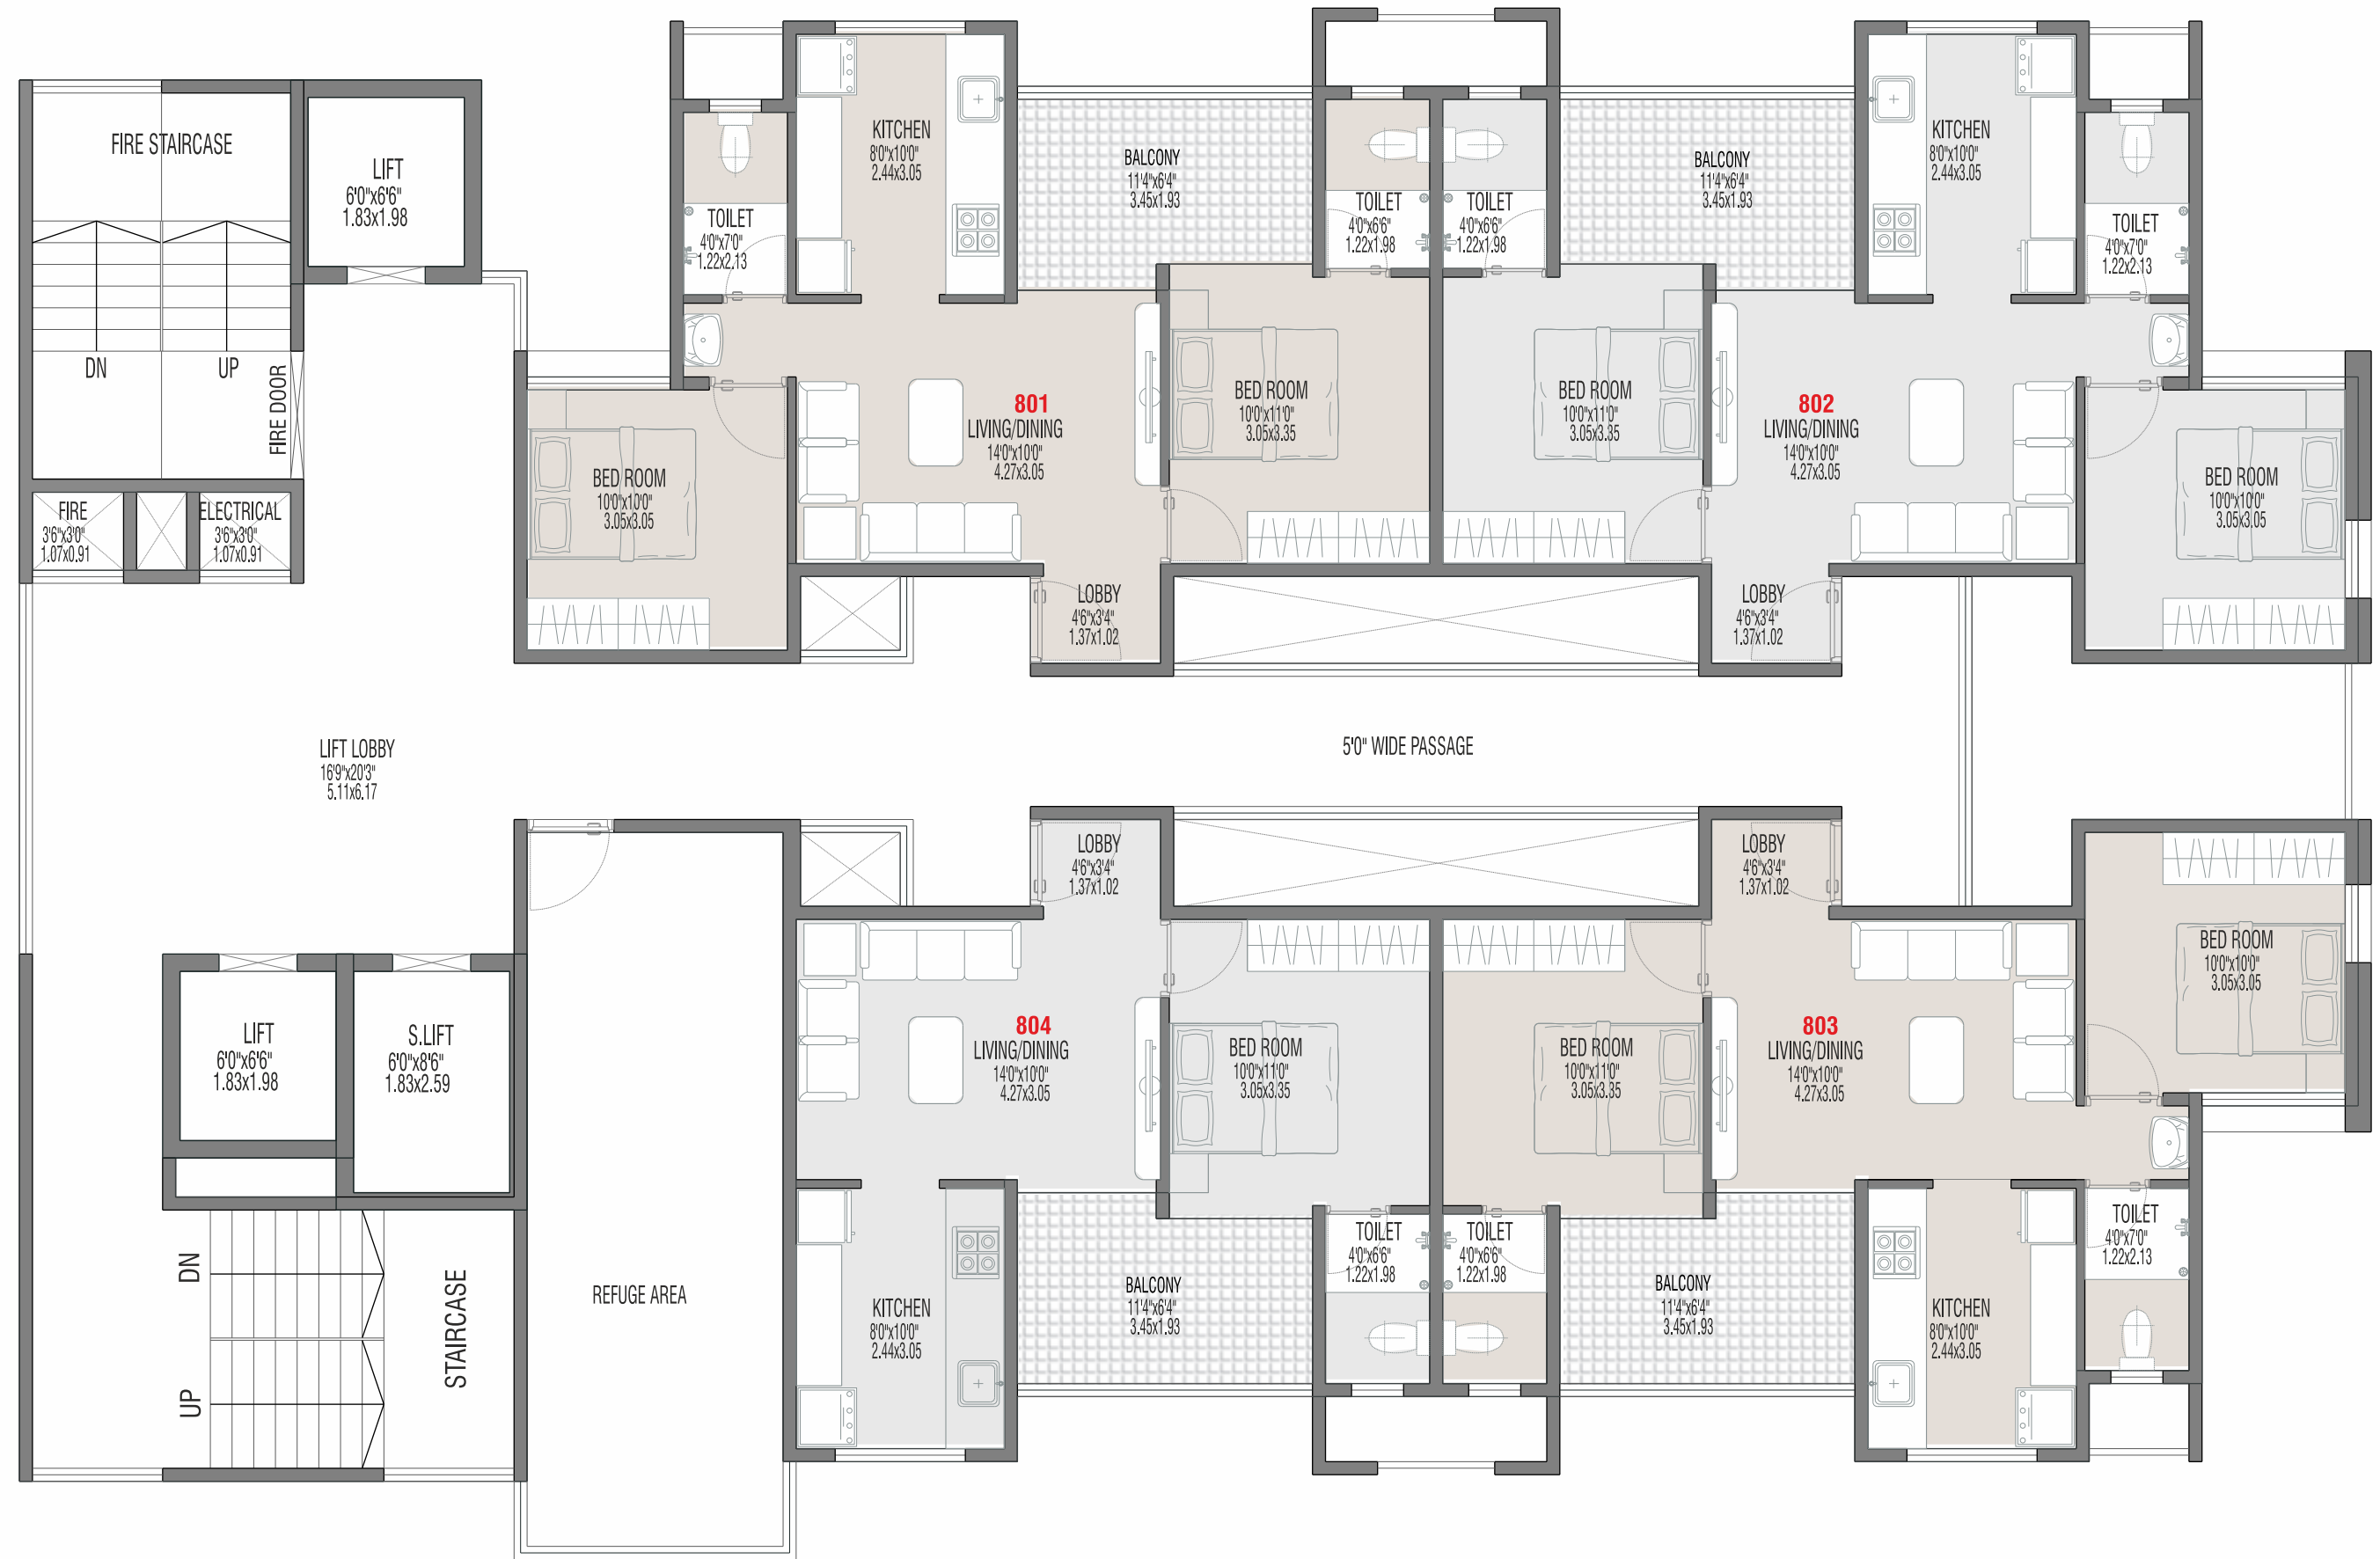 FIRE STAIRCASE
LIFT
6'0"x6'6"
1.83x1.98
DN
UP
FIRE DOOR
FIRE
3'6"x3'0"
1.07x0.91
ELECTRICAL
3'6"x3'0"
1.07x0.91
TOILET
4'0"x7'0"
1.22x2.13
KITCHEN
8'0"x10'0"
2.44x3.05
BALCONY
11'4"x6'4"
3.45x1.93
TOILET
4'0"x6'6"
1.22x1.98
BED ROOM
10'0"x10'0"
3.05x3.05
801
LIVING/DINING
14'0"x10'0"
4.27x3.05
BED ROOM
10'0"x11'0"
3.05x3.35
LOBBY
4'6"x3'4"
1.37x1.02
TOILET
4'0"x6'6"
1.22x1.98
BALCONY
11'4"x6'4"
3.45x1.93
KITCHEN
8'0"x10'0"
2.44x3.05
TOILET
4'0"x7'0"
1.22x2.13
BED ROOM
10'0"x11'0"
3.05x3.35
802
LIVING/DINING
14'0"x10'0"
4.27x3.05
BED ROOM
10'0"x10'0"
3.05x3.05
LOBBY
4'6"x3'4"
1.37x1.02
LIFT LOBBY
16'9"x20'3"
5.11x6.17
5'0" WIDE PASSAGE
LIFT
6'0"x6'6"
1.83x1.98
S.LIFT
6'0"x8'6"
1.83x2.59
DN
UP
STAIRCASE
REFUGE AREA
LOBBY
4'6"x3'4"
1.37x1.02
804
LIVING/DINING
14'0"x10'0"
4.27x3.05
BED ROOM
10'0"x11'0"
3.05x3.35
KITCHEN
8'0"x10'0"
2.44x3.05
BALCONY
11'4"x6'4"
3.45x1.93
TOILET
4'0"x6'6"
1.22x1.98
LOBBY
4'6"x3'4"
1.37x1.02
BED ROOM
10'0"x11'0"
3.05x3.35
803
LIVING/DINING
14'0"x10'0"
4.27x3.05
BED ROOM
10'0"x10'0"
3.05x3.05
TOILET
4'0"x6'6"
1.22x1.98
BALCONY
11'4"x6'4"
3.45x1.93
KITCHEN
8'0"x10'0"
2.44x3.05
TOILET
4'0"x7'0"
1.22x2.13